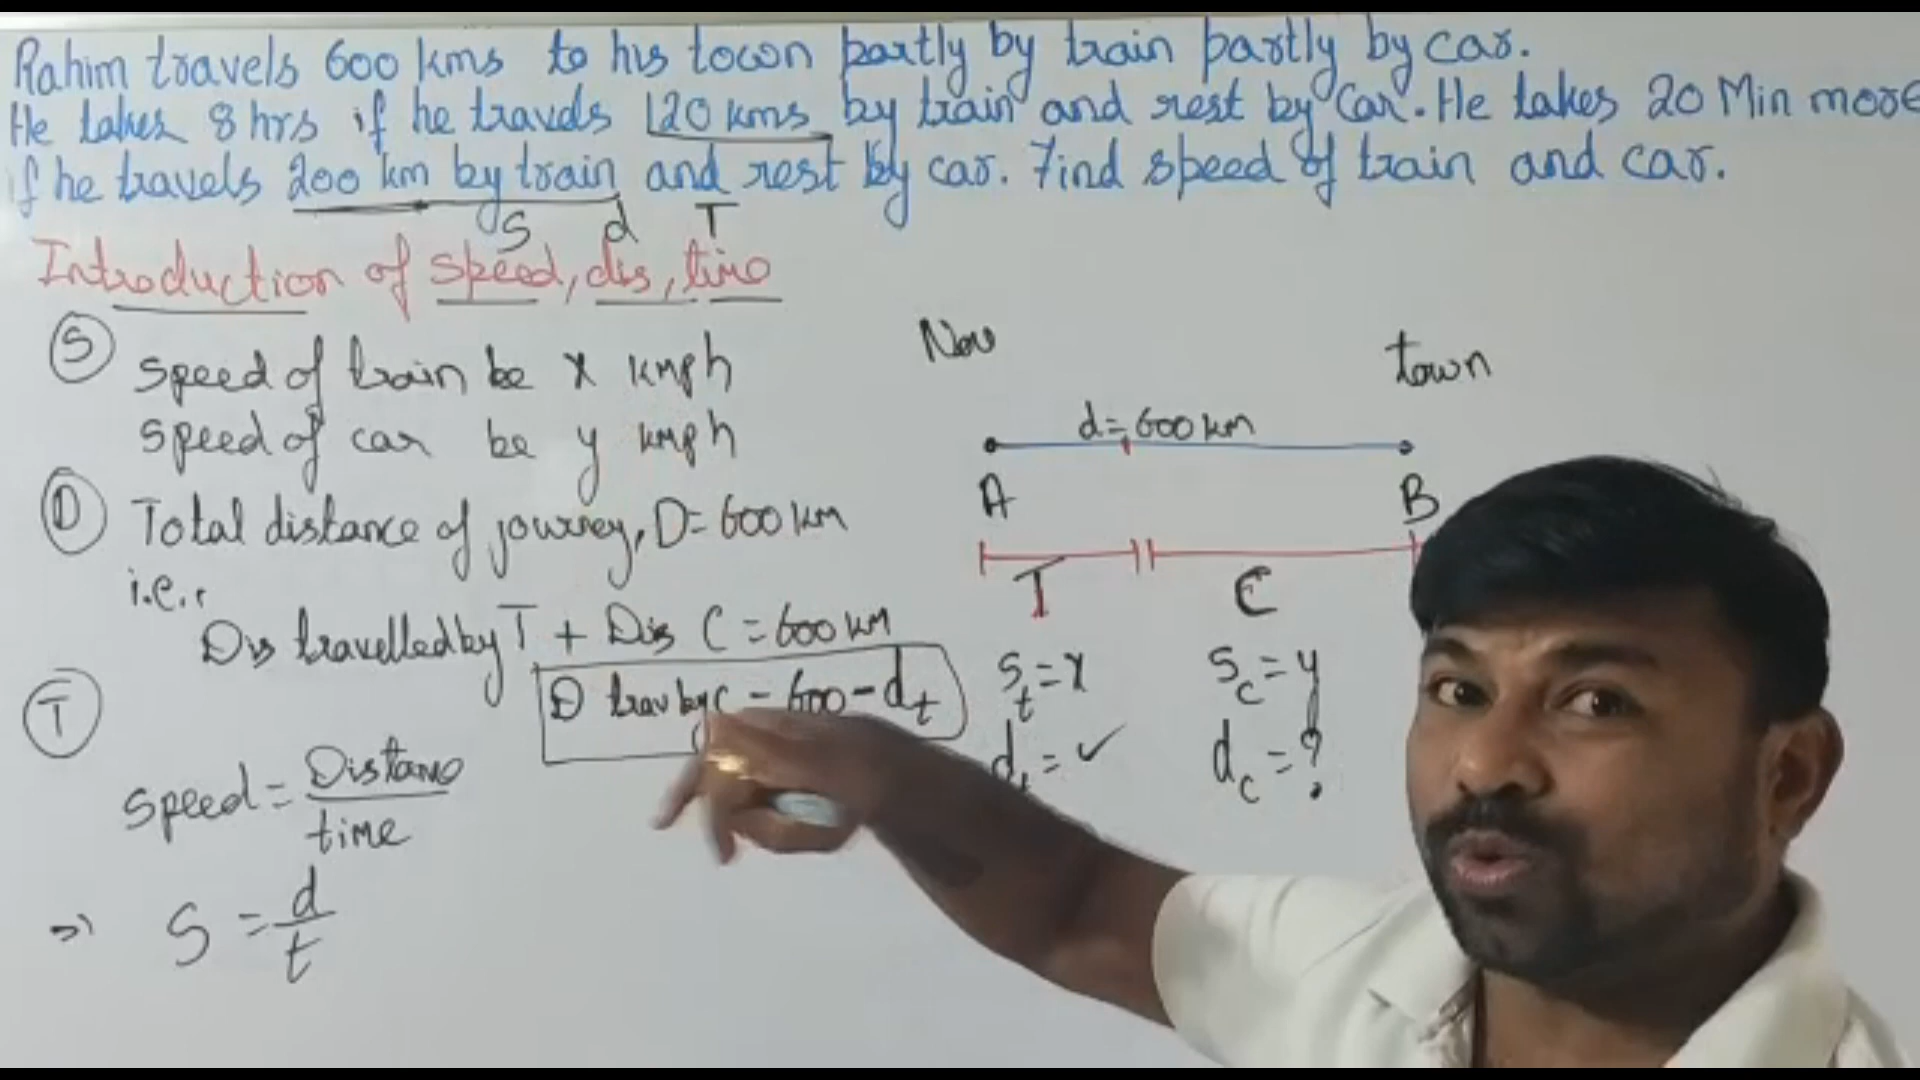 Rahim travels 600 kms to his town partly by train partly by car.
He takes 8 hrs if he travels 120 kms by train and rest by car. He takes 20 Min more
if he travels 200 km by train and rest by car. Find speed of train and car.
S d T
Introduction of speed, dis, time
S
speed of train be x kmph
speed of car be y kmph
D
Total distance of journey, D = 600 km
i.e.,
Dis travelled by T + Dis C = 600 km
D trav by C = 600 - dt
T
speed = Distance
time
⇒ S = d
t
town
d = 600 km
A B
T C
St = x Sc = y
dt = ✓ dc = ?